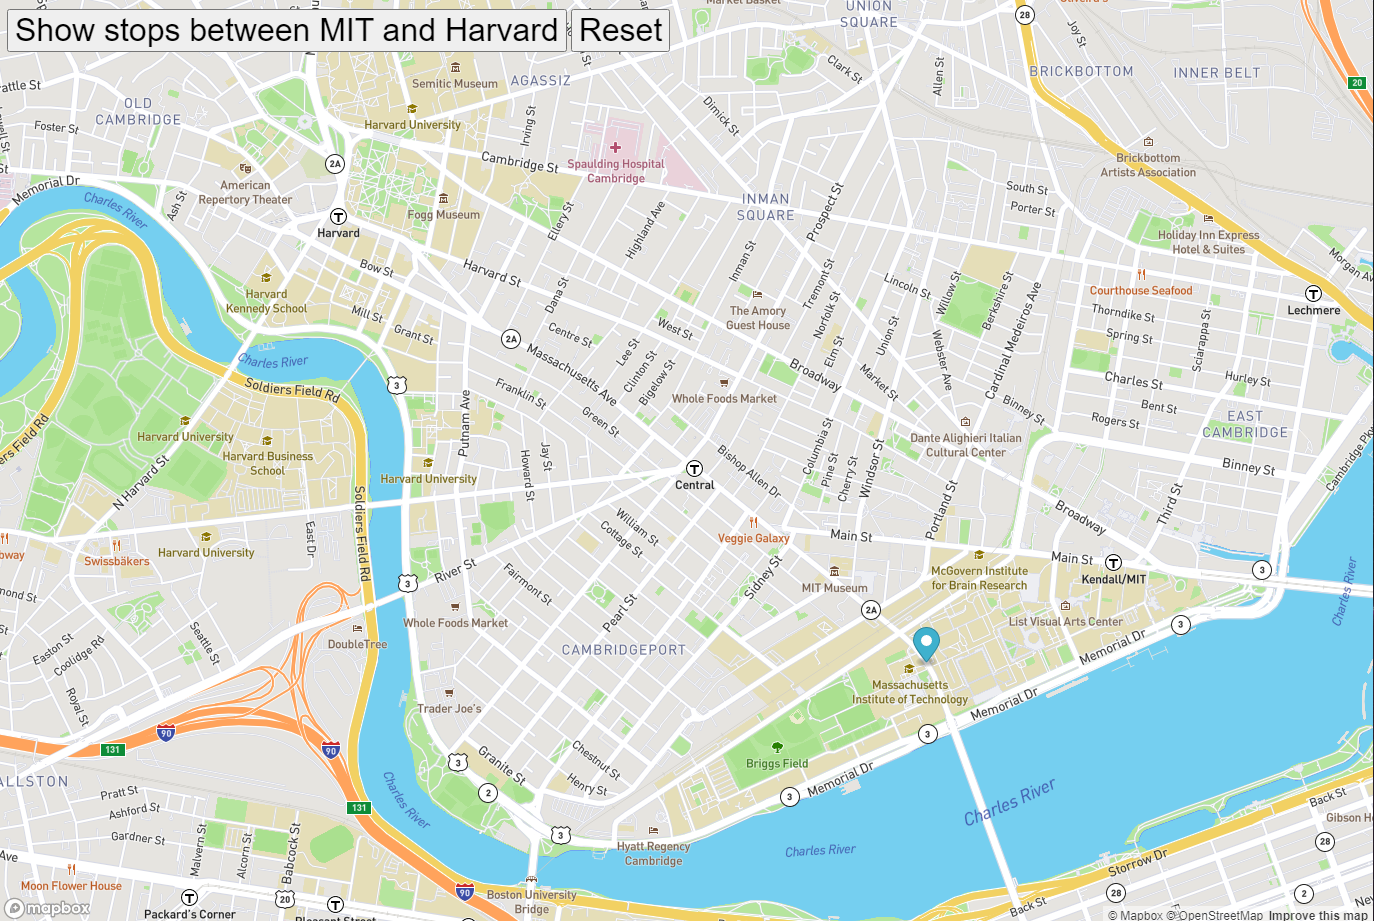 Show stops between MIT and Harvard
Reset
Market Basket
UNION
SQUARE
28
Joy St
BRICKBOTTOM
INNER BELT
20
Semitic Museum
AGASSIZ
Clark St
Allen St
OLD
CAMBRIDGE
Foster St
Harvard University
Irving St
Dimick St
2A
Cambridge St
Spaulding Hospital
Cambridge
Brickbottom
Artists Association
Memorial Dr
Charles River
Ash St
American
Repertory Theater
Fogg Museum
Ellery St
Highland Ave
INMAN
SQUARE
Prospect St
South St
Porter St
Harvard
Holiday Inn Express
Hotel & Suites
Morgan Av
Bow St
Harvard St
Inman St
Tremont St
Lincoln St
Willow St
Berkshire St
Cardinal Medeiros Ave
Courthouse Seafood
Lechmere
Harvard
Kennedy School
Mill St
Grant St
Dana St
Centre St
West St
The Amory
Guest House
Norfolk St
Elm St
Union St
Webster Ave
Thorndike St
Spring St
Sciarappa St
2A
Massachusetts Ave
Lee St
Clinton St
Bigelow St
Broadway
Market St
Charles St
Hurley St
Charles River
Soldiers Field Rd
3
Franklin St
Green St
Whole Foods Market
Binney St
Bent St
Rogers St
EAST
CAMBRIDGE
Harvard University
Harvard Business
School
Putnam Ave
Jay St
Howard St
Columbia St
Pine St
Cherry St
Windsor St
Dante Alighieri Italian
Cultural Center
Binney St
Cambridge Pkw
N Harvard St
Harvard University
Central
Bishop Allen Dr
Portland St
Third St
Broadway
Soldiers Field Rd
East Dr
William St
Cottage St
Veggie Galaxy
Main St
Main St
Swissbäkers
Harvard University
River St
3
Fairmont St
Pearl St
Sidney St
MIT Museum
McGovern Institute
for Brain Research
Kendall/MIT
3
Charles River
Whole Foods Market
2A
List Visual Arts Center
3
Memorial Dr
Easton St
Coolidge Rd
Seattle St
DoubleTree
CAMBRIDGEPORT
Massachusetts
Institute of Technology
Royal St
Trader Joe's
Memorial Dr
90
131
90
3
Granite St
Chestnut St
Henry St
Briggs Field
3
Memorial Dr
3
ALLSTON
Pratt St
Ashford St
Gardner St
Malvern St
Alcorn St
Babcock St
131
2
Charles River
3
Hyatt Regency
Cambridge
Charles River
Charles River
Back St
Gibson Ho
28
Storrow Dr
Moon Flower House
Packard's Corner
20
Pleasant Street
90
Boston University
Bridge
28
Back St
2
mapbox
© Mapbox © OpenStreetMap Improve this map